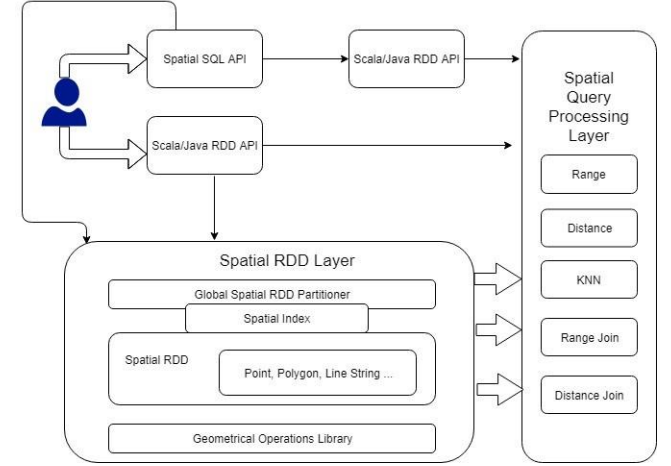 Spatial SQL API
Scala/Java RDD API
Scala/Java RDD API
Spatial
Query
Processing
Layer
Range
Distance
KNN
Range Join
Distance Join
Spatial RDD Layer
Global Spatial RDD Partitioner
Spatial Index
Spatial RDD
Point, Polygon, Line String ...
Geometrical Operations Library